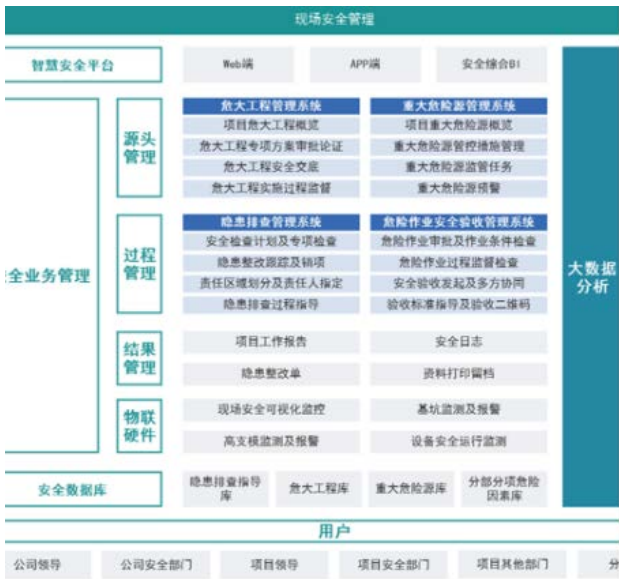 现场安全管理
智慧安全平台
Web端
APP端
安全综合BI
源头
管理
危大工程管理系统
项目危大工程概览
危大工程专项方案审批论证
危大工程安全交底
危大工程实施过程监督
重大危险源管理系统
项目重大危险源概览
重大危险源管控措施管理
重大危险源监管任务
重大危险源预警
全业务管理
过程
管理
隐患排查管理系统
安全检查计划及专项检查
隐患整改跟踪及销项
责任区域划分及责任人指定
隐患排查过程指导
危险作业安全验收管理系统
危险作业审批及作业条件检查
危险作业过程监督检查
安全验收发起及多方协同
验收标准指导及验收二维码
大数据
分析
结果
管理
项目工作报告
安全日志
隐患整改单
资料打印留档
物联
硬件
现场安全可视化监控
基坑监测及报警
高支模监测及报警
设备安全运行监测
安全数据库
隐患排查指导
库
危大工程库
重大危险源库
分部分项危险
因素库
用户
公司领导
公司安全部门
项目领导
项目安全部门
项目其他部门
分